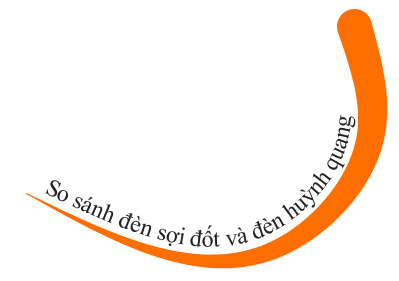 So sánh đèn sợi đốt và đèn huỳnh quang